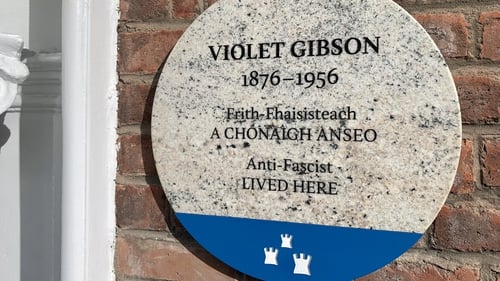 VIOLET GIBSON
1876–1956
Frith-Fhaisisteach
A CHÓNAIGH ANSEO
Anti-Fascist
LIVED HERE